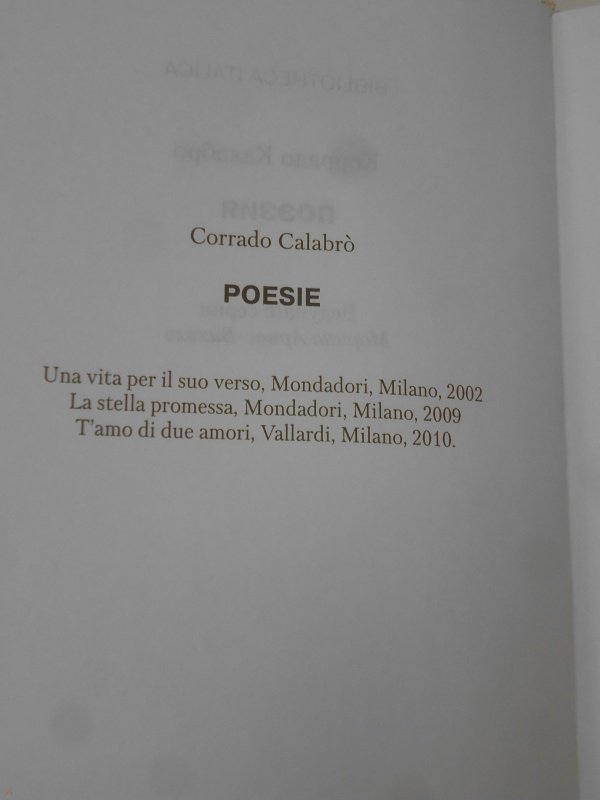 Corrado Calabrò
POESIE
Una vita per il suo verso, Mondadori, Milano, 2002
La stella promessa, Mondadori, Milano, 2009
T'amo di due amori, Vallardi, Milano, 2010.